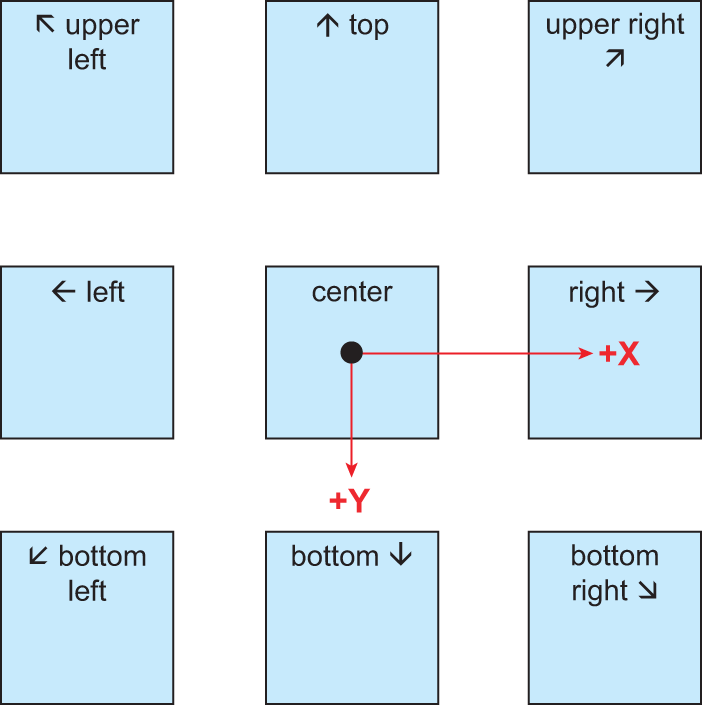 ↖ upper
left
↑ top
upper right
↗
← left
center
right →
+X
+Y
↙ bottom
left
bottom ↓
bottom
right ↘